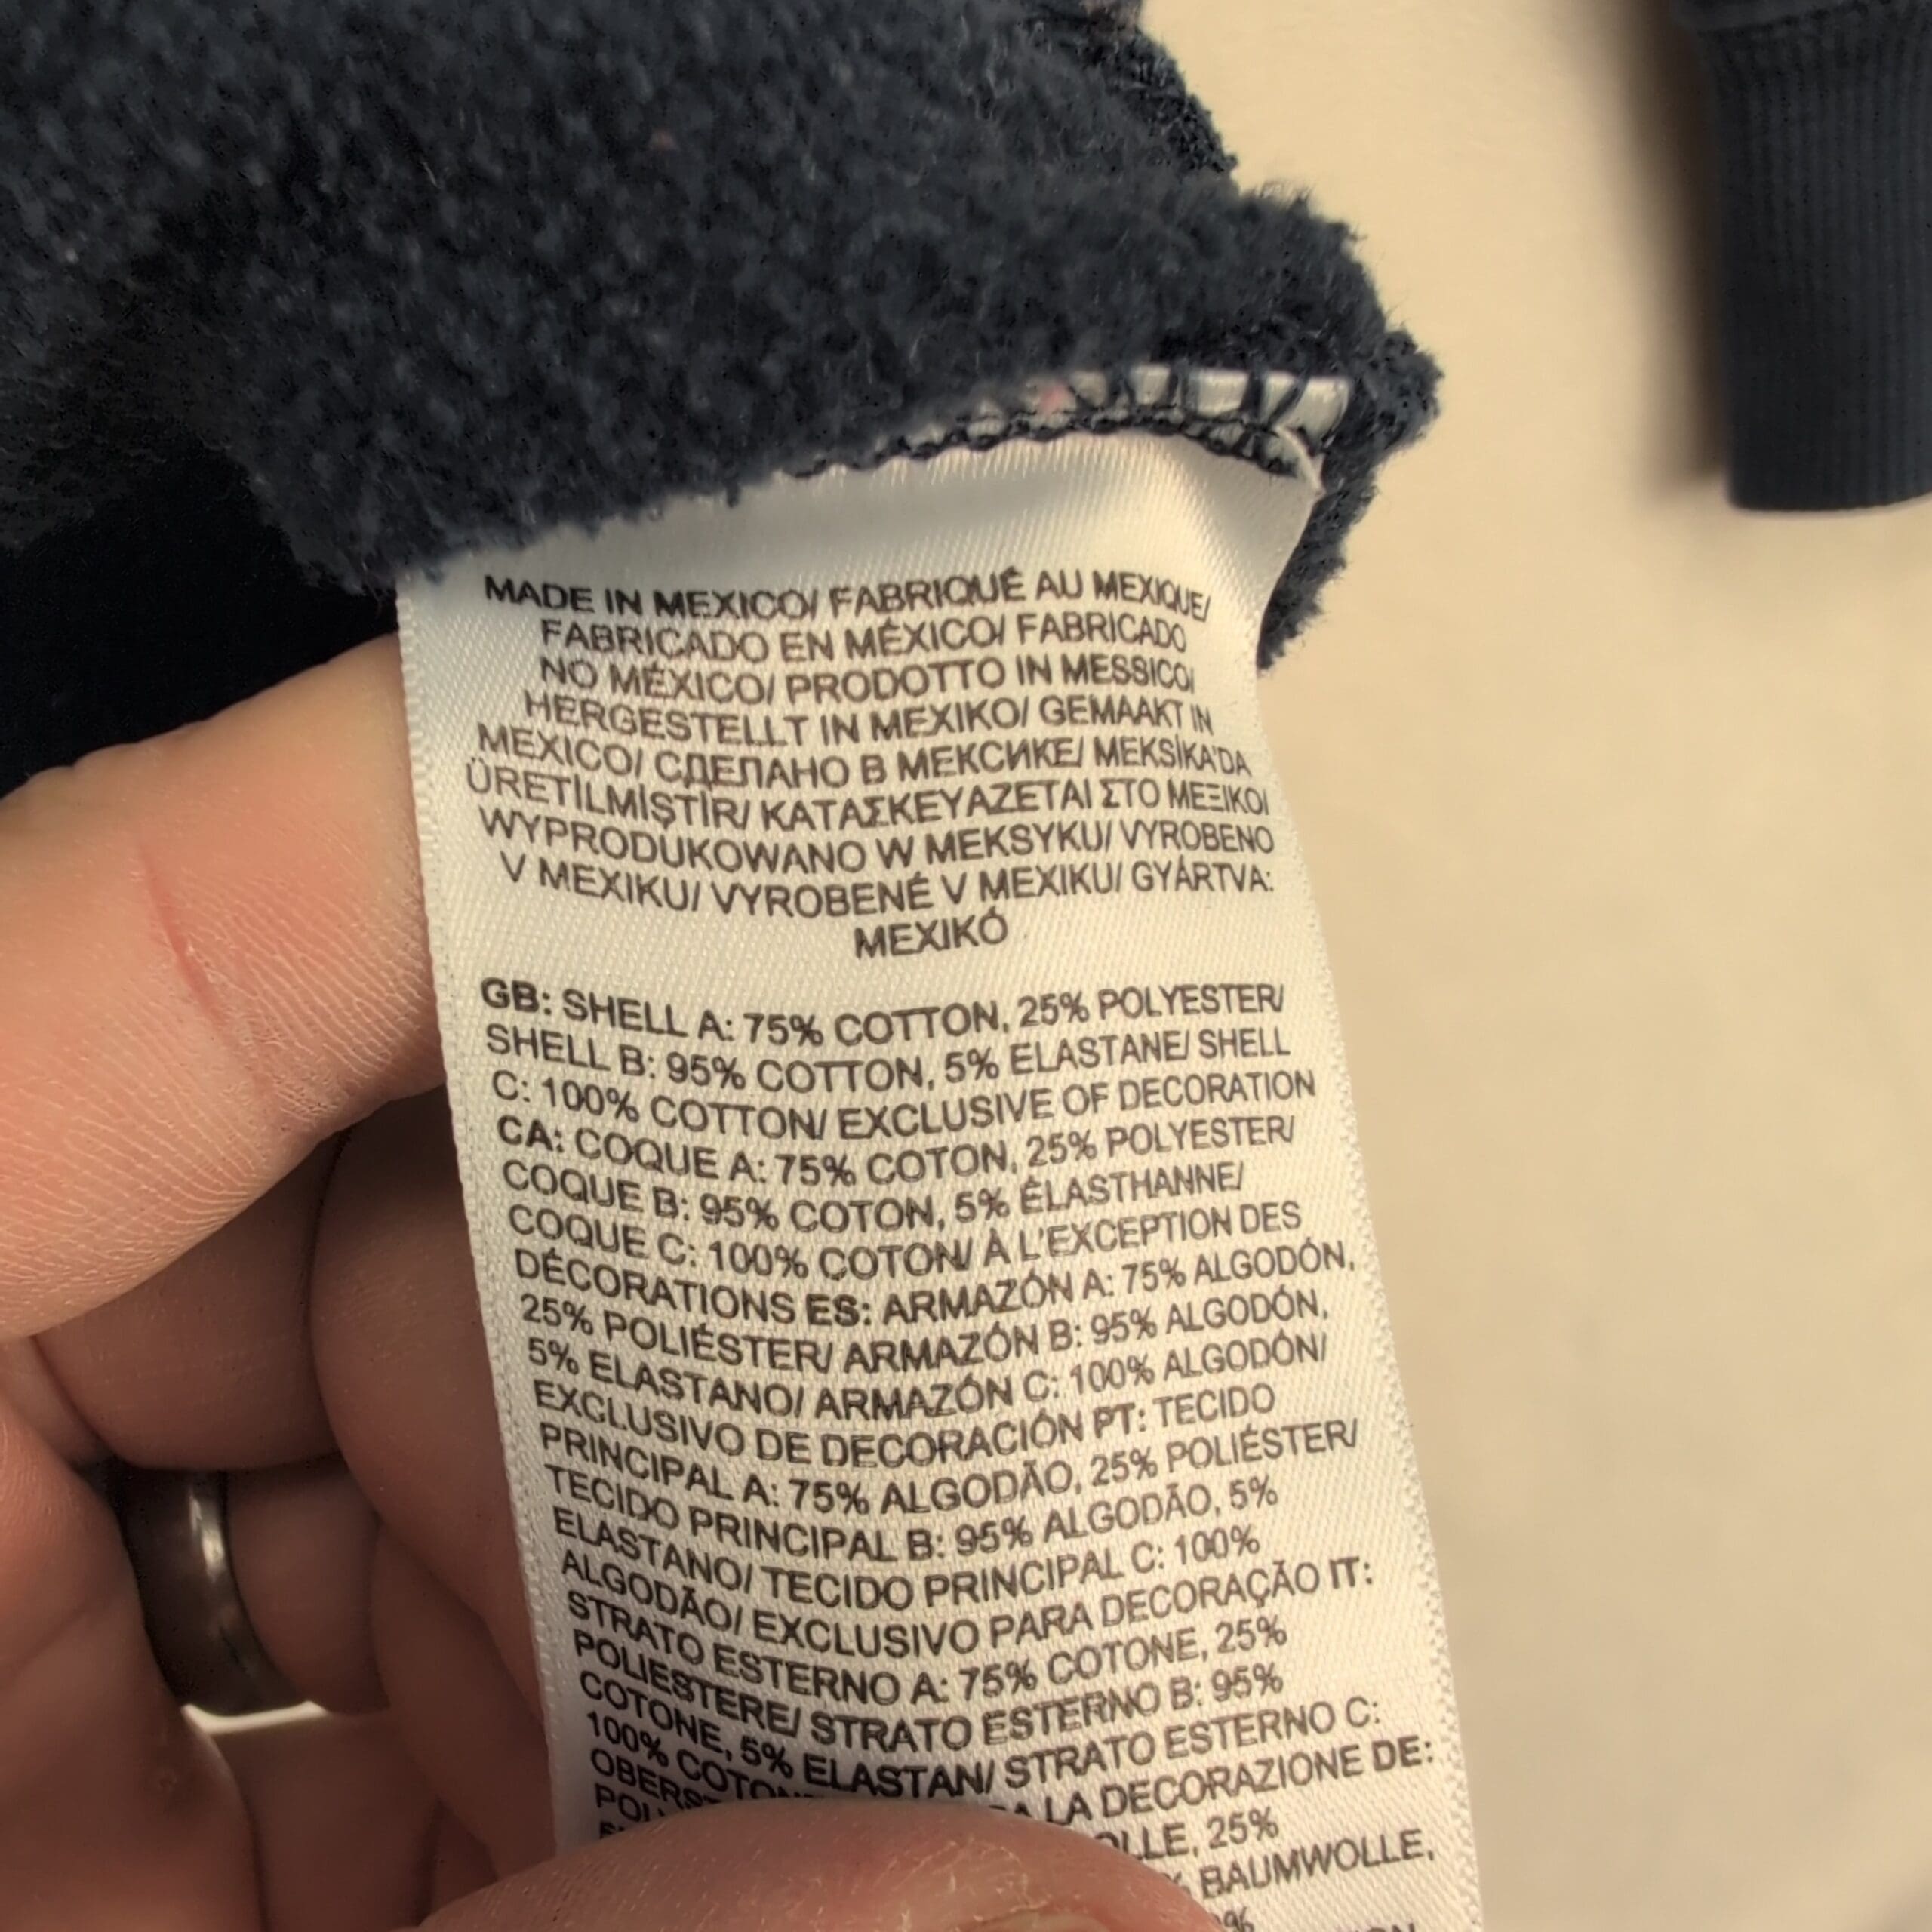 MADE IN MEXICO/ FABRIQUÉ AU MEXIQUE/
FABRICADO EN MÉXICO/ FABRICADO
NO MÉXICO/ PRODOTTO IN MESSICO/
HERGESTELLT IN MEXIKO/ GEMAAKT IN
MEXICO/ СДЕЛАНО В МЕКСИКЕ/ MEKSİKA'DA
ÜRETİLMİŞTİR/ ΚΑΤΑΣΚΕΥΑΖΕΤΑΙ ΣΤΟ ΜΕΞΙΚΟ/
WYPRODUKOWANO W MEKSYKU/ VYROBENO
V MEXIKU/ VYROBENÉ V MEXIKU/ GYÁRTVA:
MEXIKÓ
GB: SHELL A: 75% COTTON, 25% POLYESTER/
SHELL B: 95% COTTON, 5% ELASTANE/ SHELL
C: 100% COTTON/ EXCLUSIVE OF DECORATION
CA: COQUE A: 75% COTON, 25% POLYESTER/
COQUE B: 95% COTON, 5% ÉLASTHANNE/
COQUE C: 100% COTON/ À L'EXCEPTION DES
DÉCORATIONS ES: ARMAZÓN A: 75% ALGODÓN,
25% POLIÉSTER/ ARMAZÓN B: 95% ALGODÓN,
5% ELASTANO/ ARMAZÓN C: 100% ALGODÓN/
EXCLUSIVO DE DECORACIÓN PT: TECIDO
PRINCIPAL A: 75% ALGODÃO, 25% POLIÉSTER/
TECIDO PRINCIPAL B: 95% ALGODÃO, 5%
ELASTANO/ TECIDO PRINCIPAL C: 100%
ALGODÃO/ EXCLUSIVO PARA DECORAÇÃO IT:
STRATO ESTERNO A: 75% COTONE, 25%
POLIESTERE/ STRATO ESTERNO B: 95%
COTONE, 5% ELASTAN/ STRATO ESTERNO C:
100% LA DECORAZIONE DE:
25%
BAUMWOLLE,